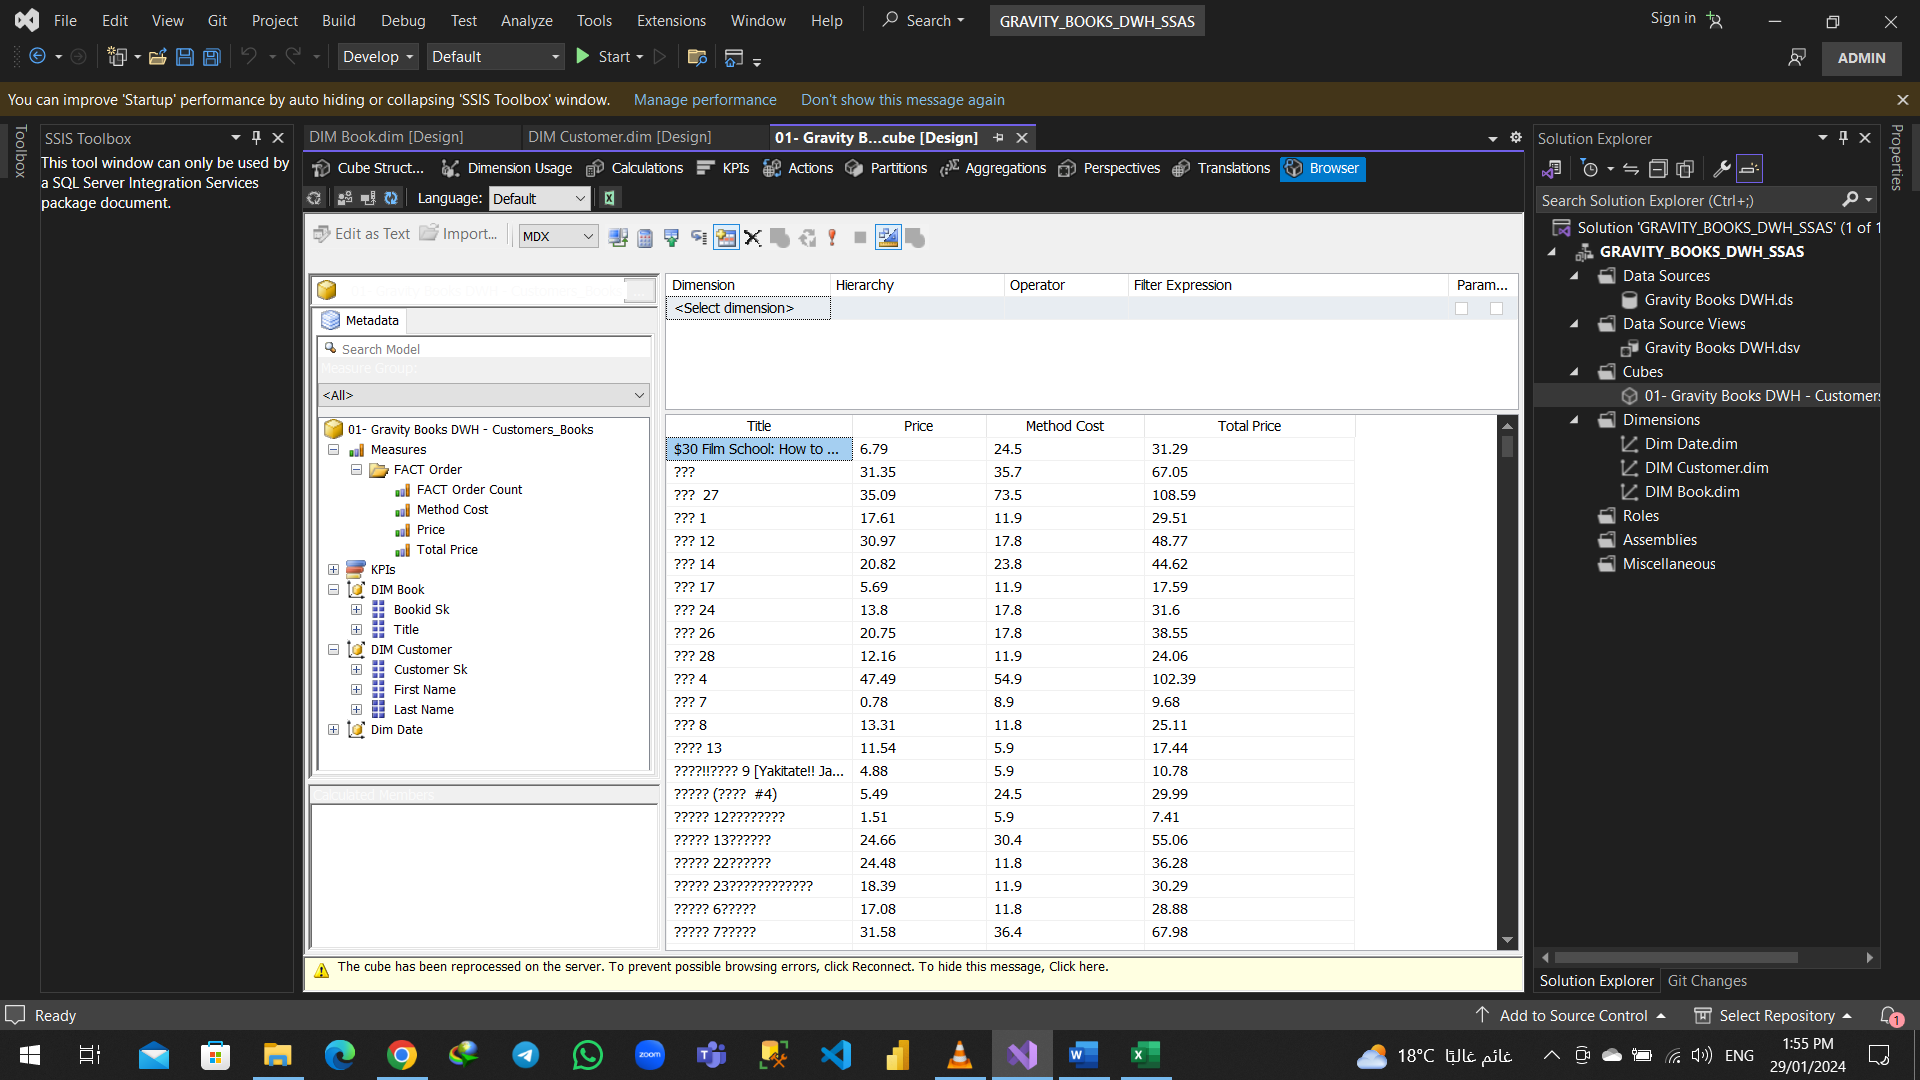 File Edit View Git Project Build Debug Test Analyze Tools Extensions Window Help Search GRAVITY_BOOKS_DWH_SSAS Sign in
Develop Default Start ADMIN
You can improve 'Startup' performance by auto hiding or collapsing 'SSIS Toolbox' window. Manage performance Don't show this message again
Toolbox
SSIS Toolbox
This tool window can only be used by
a SQL Server Integration Services
package document.
DIM Book.dim [Design] DIM Customer.dim [Design] 01- Gravity B...cube [Design]
Cube Struct... Dimension Usage Calculations KPIs Actions Partitions Aggregations Perspectives Translations Browser
Language: Default
Edit as Text Import... MDX
Metadata
Search Model
Measure Group:
<All>
01- Gravity Books DWH - Customers_Books
Measures
FACT Order
FACT Order Count
Method Cost
Price
Total Price
KPIs
DIM Book
Bookid Sk
Title
DIM Customer
Customer Sk
First Name
Last Name
Dim Date
Calculated Members
Dimension Hierarchy Operator Filter Expression Param...
<Select dimension>
Title Price Method Cost Total Price
$30 Film School: How to ... 6.79 24.5 31.29
??? 31.35 35.7 67.05
??? 27 35.09 73.5 108.59
??? 1 17.61 11.9 29.51
??? 12 30.97 17.8 48.77
??? 14 20.82 23.8 44.62
??? 17 5.69 11.9 17.59
??? 24 13.8 17.8 31.6
??? 26 20.75 17.8 38.55
??? 28 12.16 11.9 24.06
??? 4 47.49 54.9 102.39
??? 7 0.78 8.9 9.68
??? 8 13.31 11.8 25.11
???? 13 11.54 5.9 17.44
????!!???? 9 [Yakitate!! Ja... 4.88 5.9 10.78
????? (???? #4) 5.49 24.5 29.99
????? 12???????? 1.51 5.9 7.41
????? 13?????? 24.66 30.4 55.06
????? 22?????? 24.48 11.8 36.28
????? 23???????????? 18.39 11.9 30.29
????? 6????? 17.08 11.8 28.88
????? 7????? 31.58 36.4 67.98
The cube has been reprocessed on the server. To prevent possible browsing errors, click Reconnect. To hide this message, Click here.
Solution Explorer
Search Solution Explorer (Ctrl+;)
Solution 'GRAVITY_BOOKS_DWH_SSAS' (1 of 1
GRAVITY_BOOKS_DWH_SSAS
Data Sources
Gravity Books DWH.ds
Data Source Views
Gravity Books DWH.dsv
Cubes
01- Gravity Books DWH - Customers
Dimensions
Dim Date.dim
DIM Customer.dim
DIM Book.dim
Roles
Assemblies
Miscellaneous
Solution Explorer Git Changes
Properties
Ready Add to Source Control Select Repository 1
zoom 18°C غائم غالبًا ENG 1:55 PM
29/01/2024